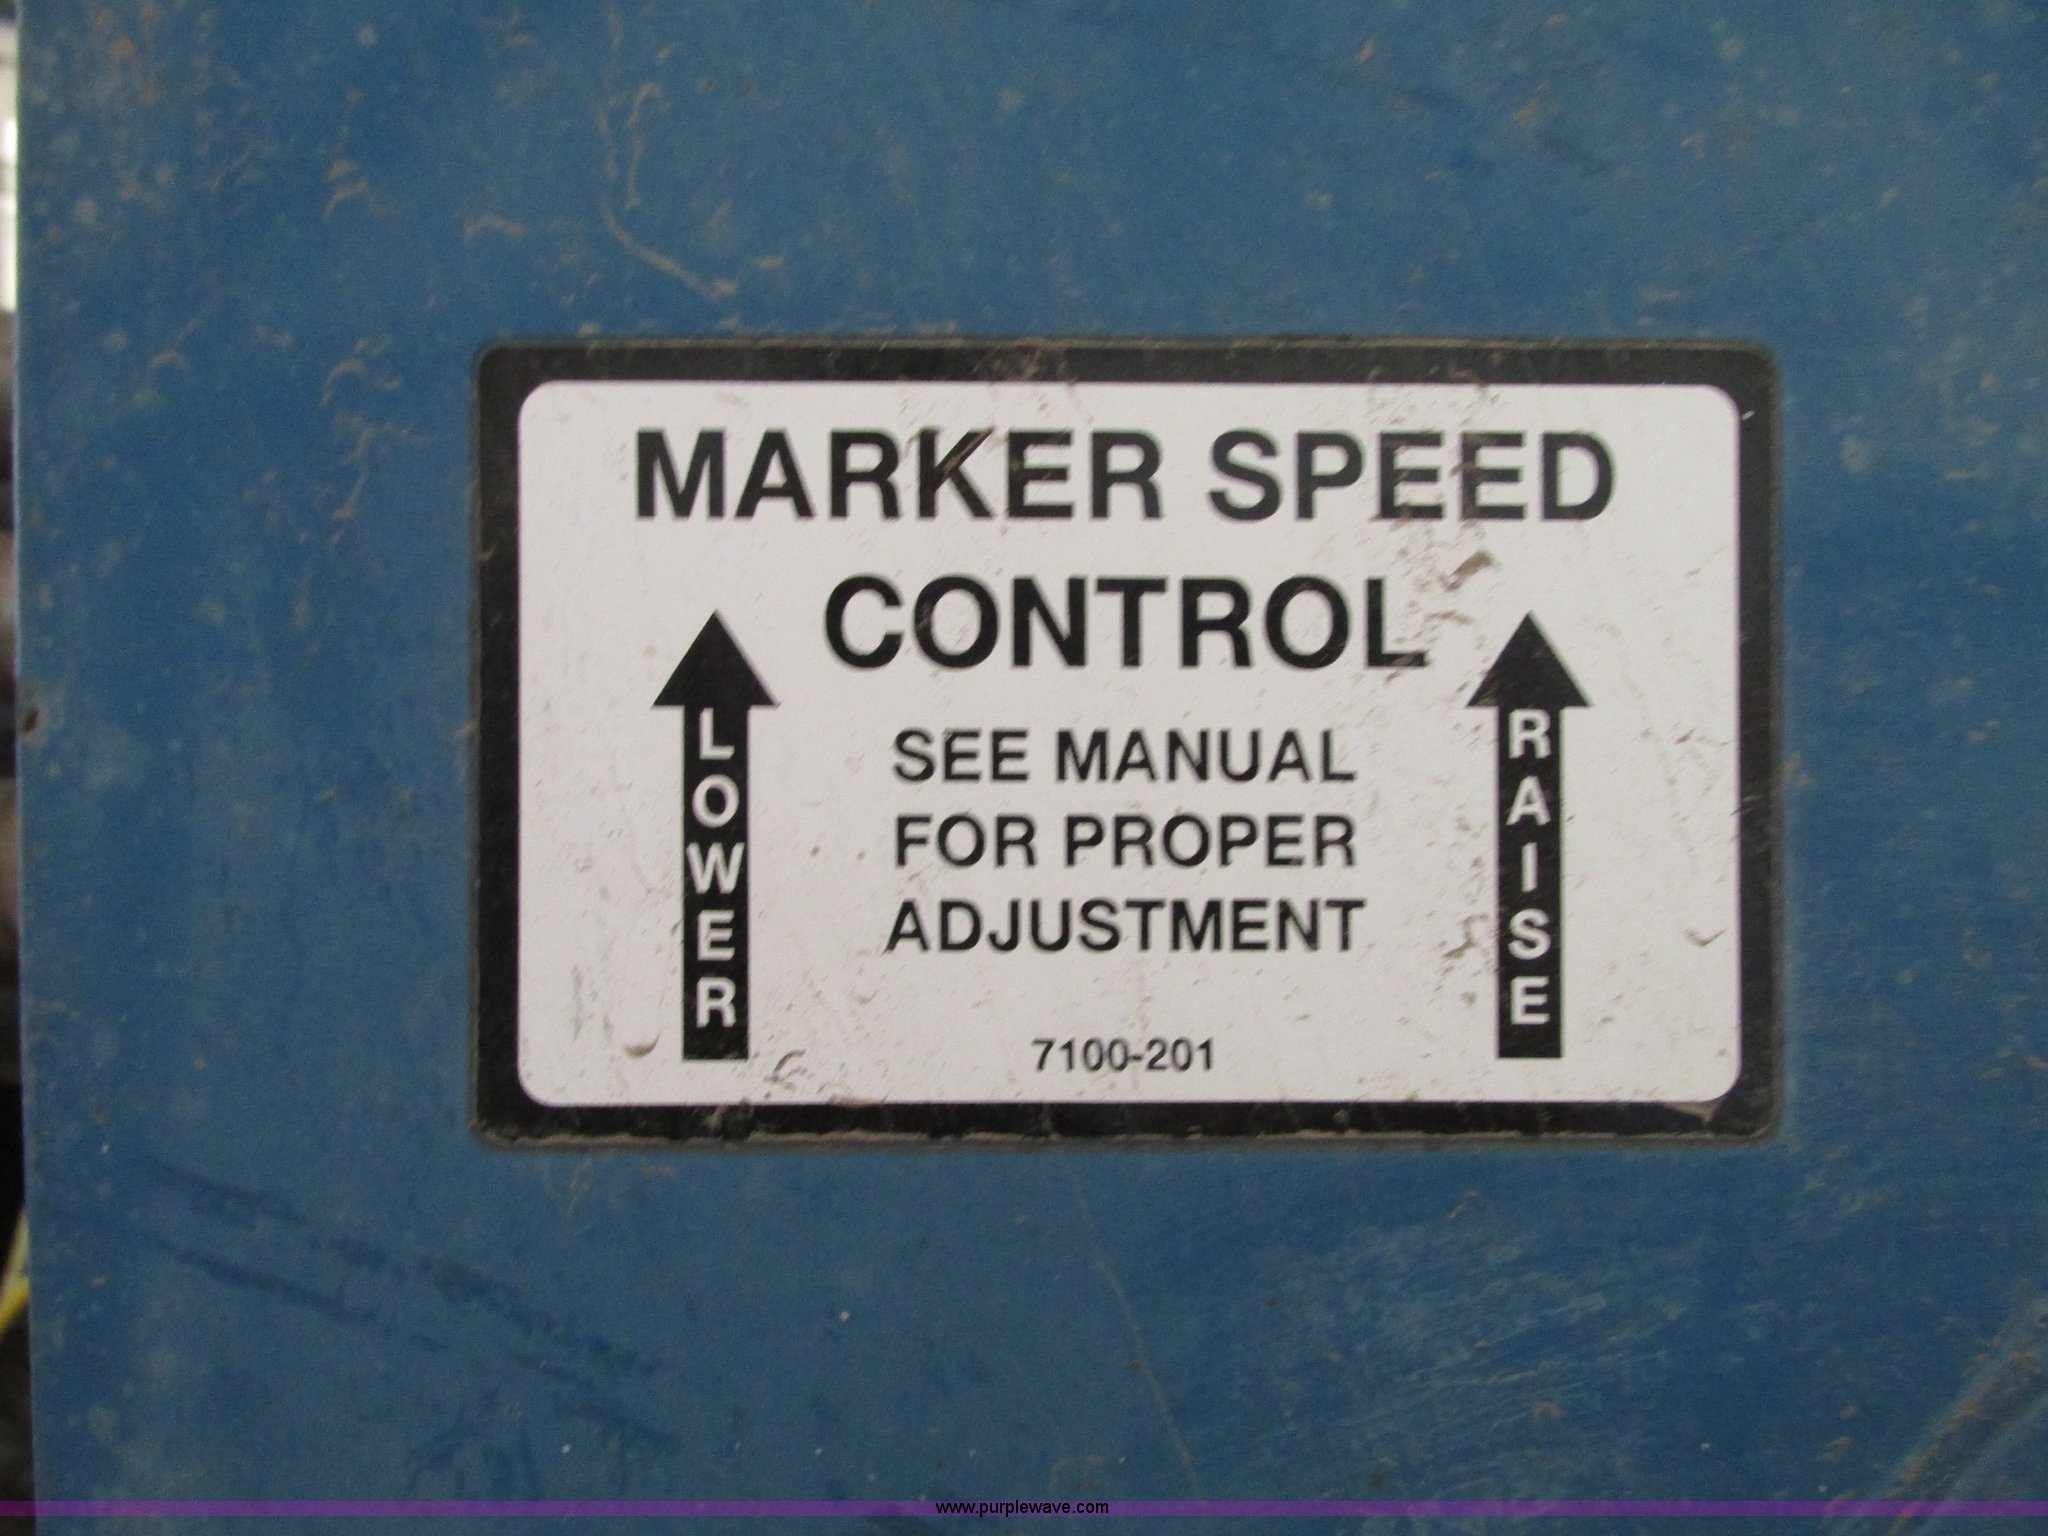 MARKER SPEED
CONTROL
LOWER
SEE MANUAL
FOR PROPER
ADJUSTMENT
RAISE
7100-201
www.purplewave.com